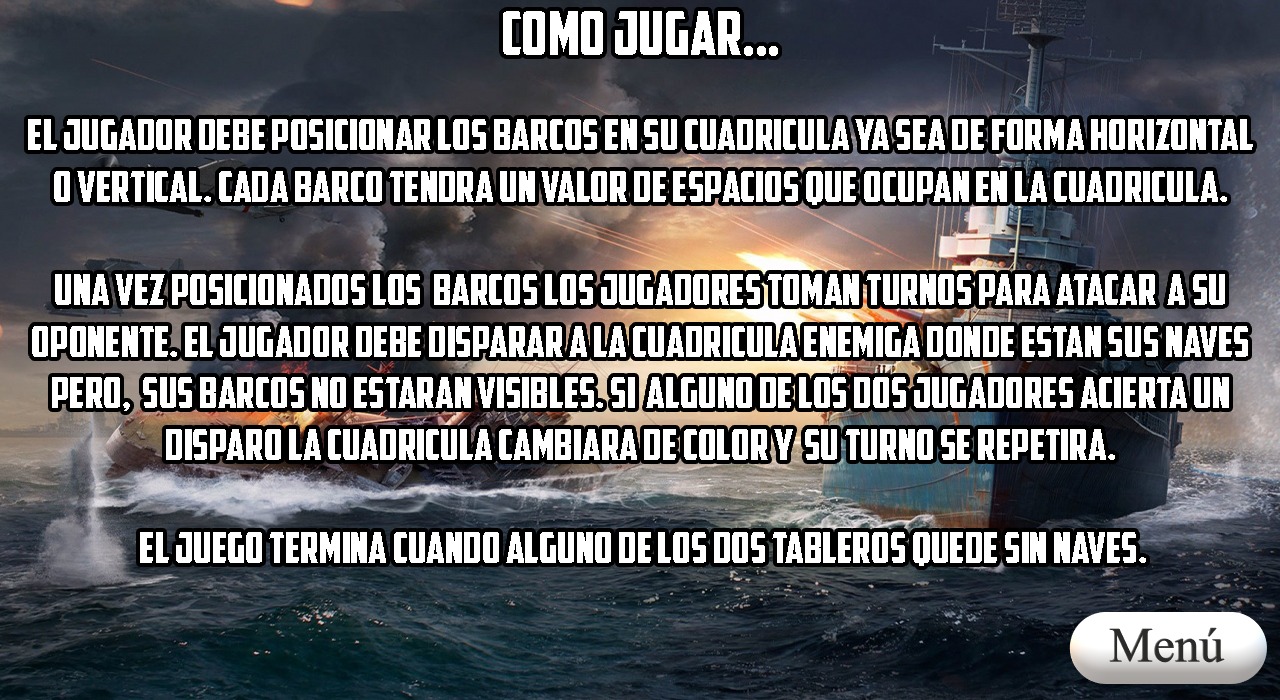 COMO JUGAR...
EL JUGADOR DEBE POSICIONAR LOS BARCOS EN SU CUADRICULA YA SEA DE FORMA HORIZONTAL
O VERTICAL. CADA BARCO TENDRA UN VALOR DE ESPACIOS QUE OCUPAN EN LA CUADRICULA.
UNA VEZ POSICIONADOS LOS BARCOS LOS JUGADORES TOMAN TURNOS PARA ATACAR A SU
OPONENTE. EL JUGADOR DEBE DISPARAR A LA CUADRICULA ENEMIGA DONDE ESTAN SUS NAVES
PERO, SUS BARCOS NO ESTARAN VISIBLES. SI ALGUNO DE LOS DOS JUGADORES ACIERTA UN
DISPARO LA CUADRICULA CAMBIARA DE COLOR Y SU TURNO SE REPETIRA.
EL JUEGO TERMINA CUANDO ALGUNO DE LOS DOS TABLEROS QUEDE SIN NAVES.
Menú